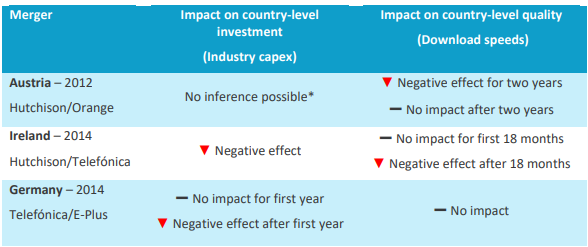 Merger
Impact on country-level investment
(Industry capex)
Impact on country-level quality
(Download speeds)
Austria – 2012
Hutchison/Orange
No inference possible*
▼ Negative effect for two years
— No impact after two years
Ireland – 2014
Hutchison/Telefónica
▼ Negative effect
— No impact for first 18 months
▼ Negative effect after 18 months
Germany – 2014
Telefónica/E-Plus
— No impact for first year
▼ Negative effect after first year
— No impact